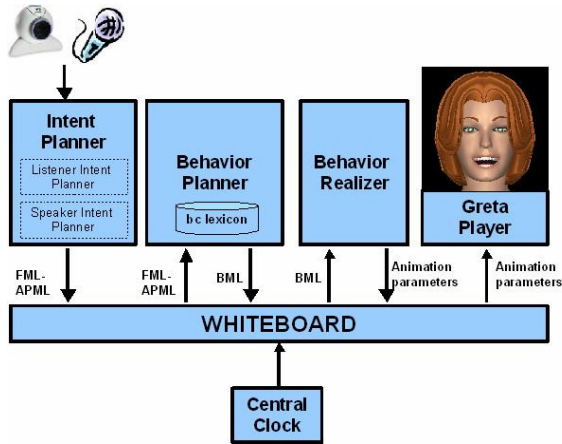 Intent
Planner
Listener Intent
Planner
Speaker Intent
Planner
Behavior
Planner
bc lexicon
Behavior
Realizer
Greta
Player
FML-
APML
FML-
APML
BML
BML
Animation
parameters
Animation
parameters
WHITEBOARD
Central
Clock